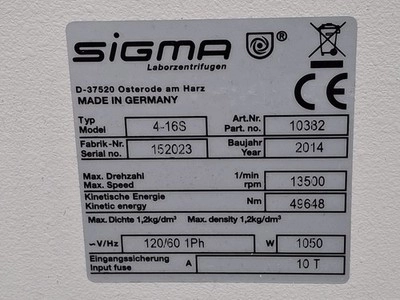 sigma ®
Laborzentrifugen
D-37520 Osterode am Harz
MADE IN GERMANY
CE
Typ Model 4-16S Art.Nr. Part. no. 10382
Fabrik-Nr. Serial no. 152023 Baujahr Year 2014
Max. Drehzahl 1/min
Max. Speed rpm 13500
Kinetische Energie
Kinetic energy Nm 49648
Max. Dichte 1,2kg/dm³ Max. density 1,2kg/dm³
~V/Hz 120/60 1Ph W 1050
Eingangssicherung
Input fuse A 10 T